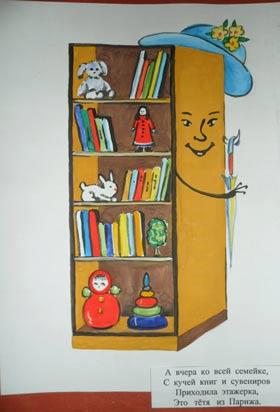 А вчера ко всей семейке,
С кучей книг и сувениров
Приходила этажерка,
Это тётя из Парижа.